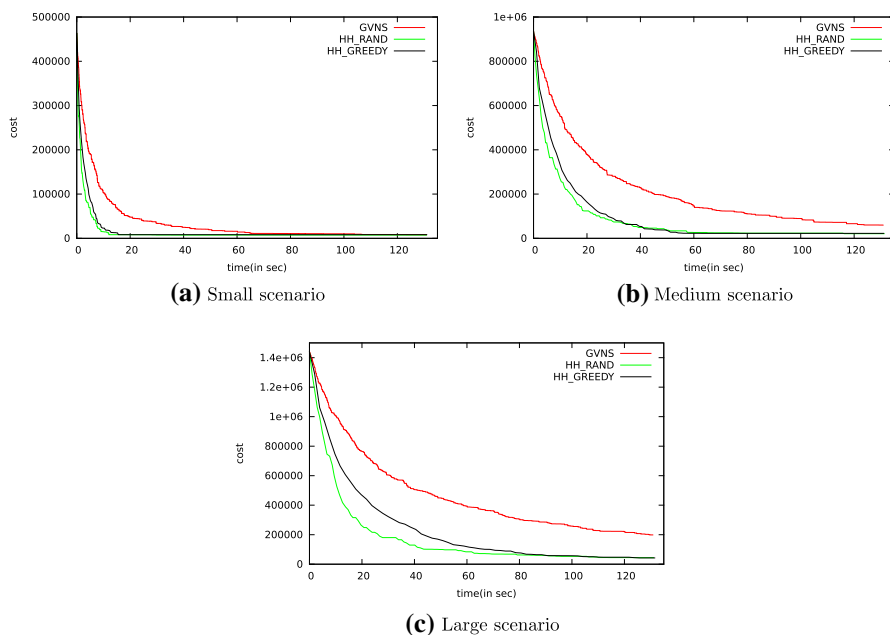 500000
400000
300000
200000
100000
0
cost
GVNS
HH_RAND
HH_GREEDY
0 20 40 60 80 100 120
time(in sec)
(a) Small scenario
1e+06
800000
600000
400000
200000
0
cost
GVNS
HH_RAND
HH_GREEDY
0 20 40 60 80 100 120
time(in sec)
(b) Medium scenario
1.4e+06
1.2e+06
1e+06
800000
600000
400000
200000
0
cost
GVNS
HH_RAND
HH_GREEDY
0 20 40 60 80 100 120
time(in sec)
(c) Large scenario